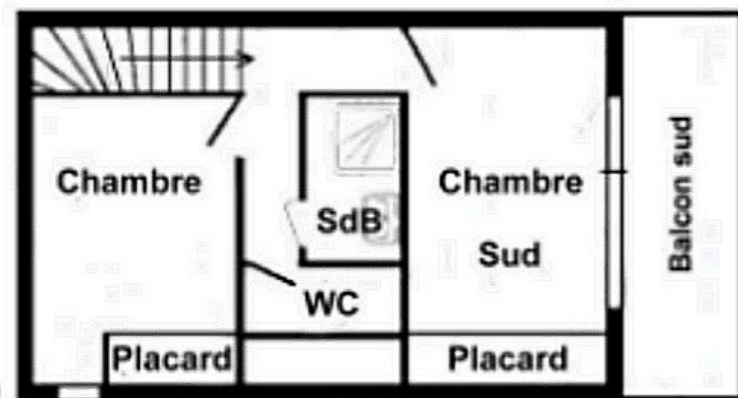 Chambre
SdB
Chambre
Sud
WC
Placard
Placard
Balcon sud